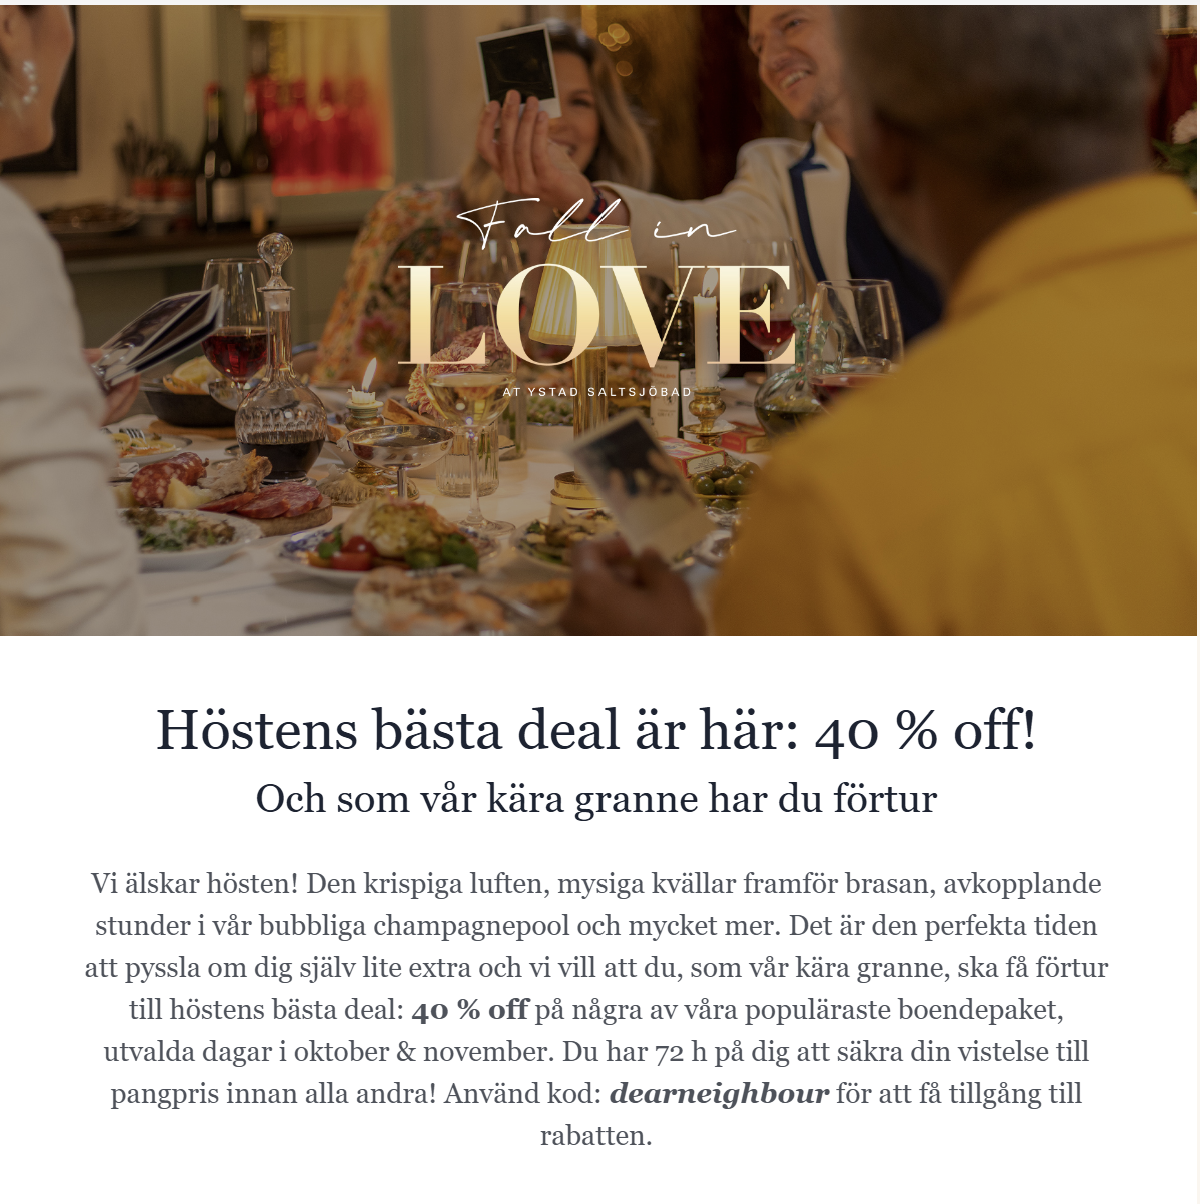 Fall in
LOVE
AT YSTAD SALTSJÖBAD
Höstens bästa deal är här: 40 % off!
Och som vår kära granne har du förtur
Vi älskar hösten! Den krispiga luften, mysiga kvällar framför brasan, avkopplande
stunder i vår bubbliga champagnepool och mycket mer. Det är den perfekta tiden
att pyssla om dig själv lite extra och vi vill att du, som vår kära granne, ska få förtur
till höstens bästa deal: 40 % off på några av våra populäraste boendepaket,
utvalda dagar i oktober & november. Du har 72 h på dig att säkra din vistelse till
pangpris innan alla andra! Använd kod: dearneighbour för att få tillgång till
rabatten.